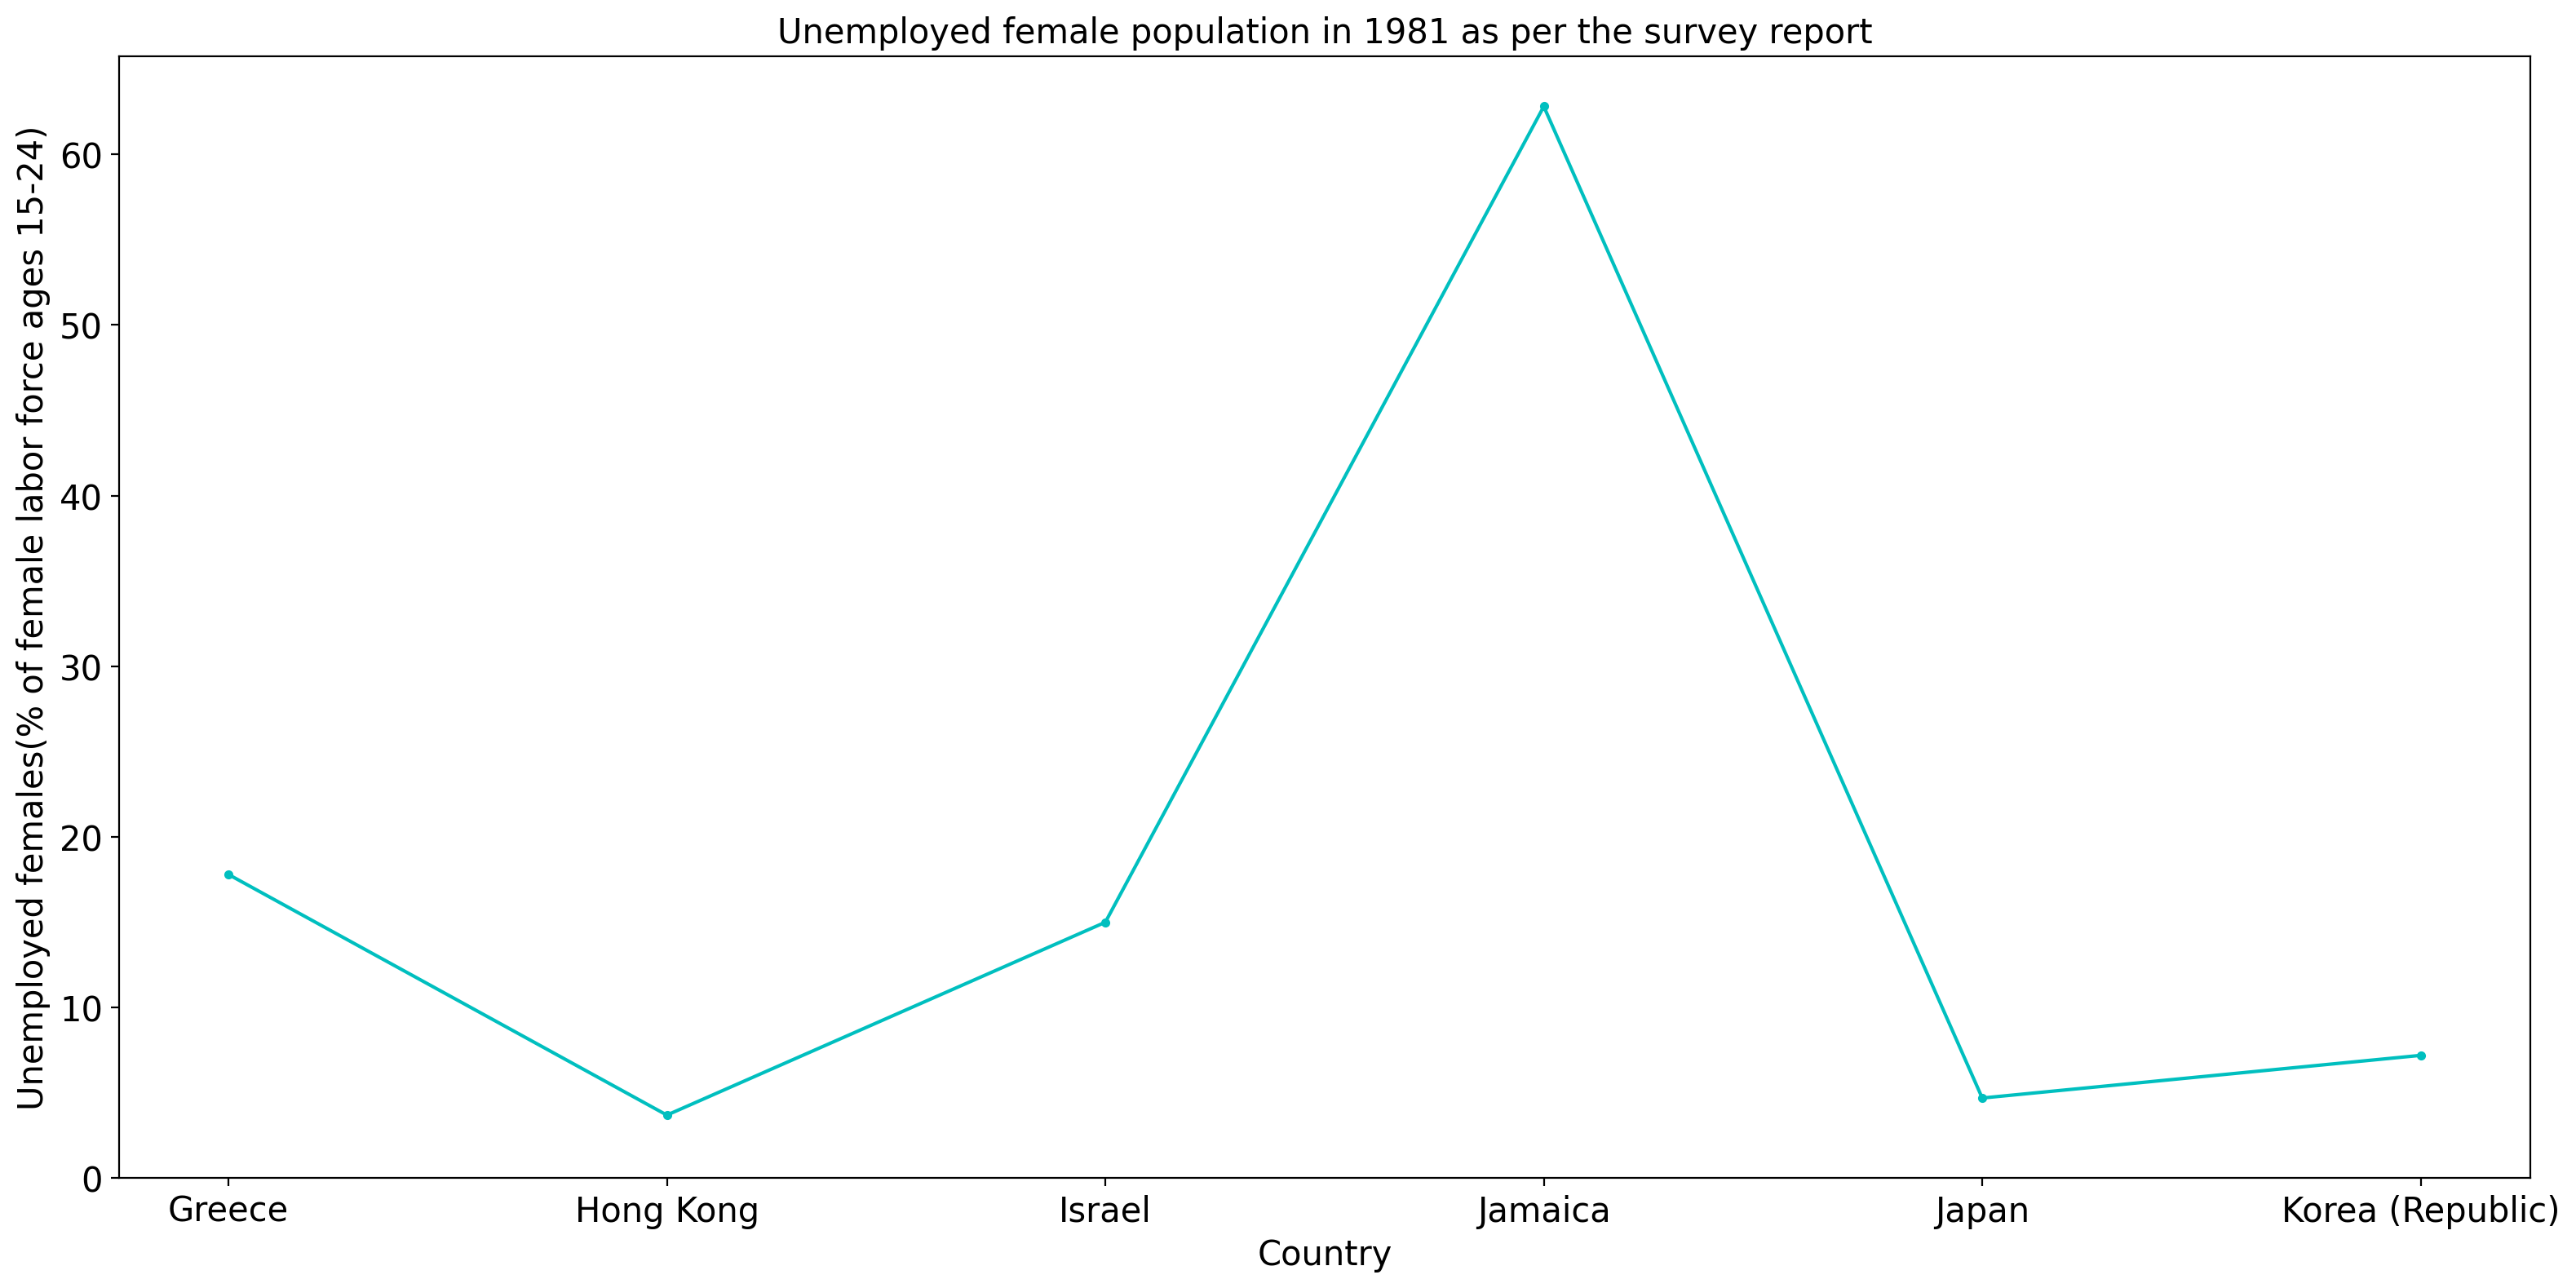 Unemployed female population in 1981 as per the survey report
Unemployed females(% of female labor force ages 15-24)
60
50
40
30
20
10
0
Greece Hong Kong Israel Jamaica Japan Korea (Republic)
Country